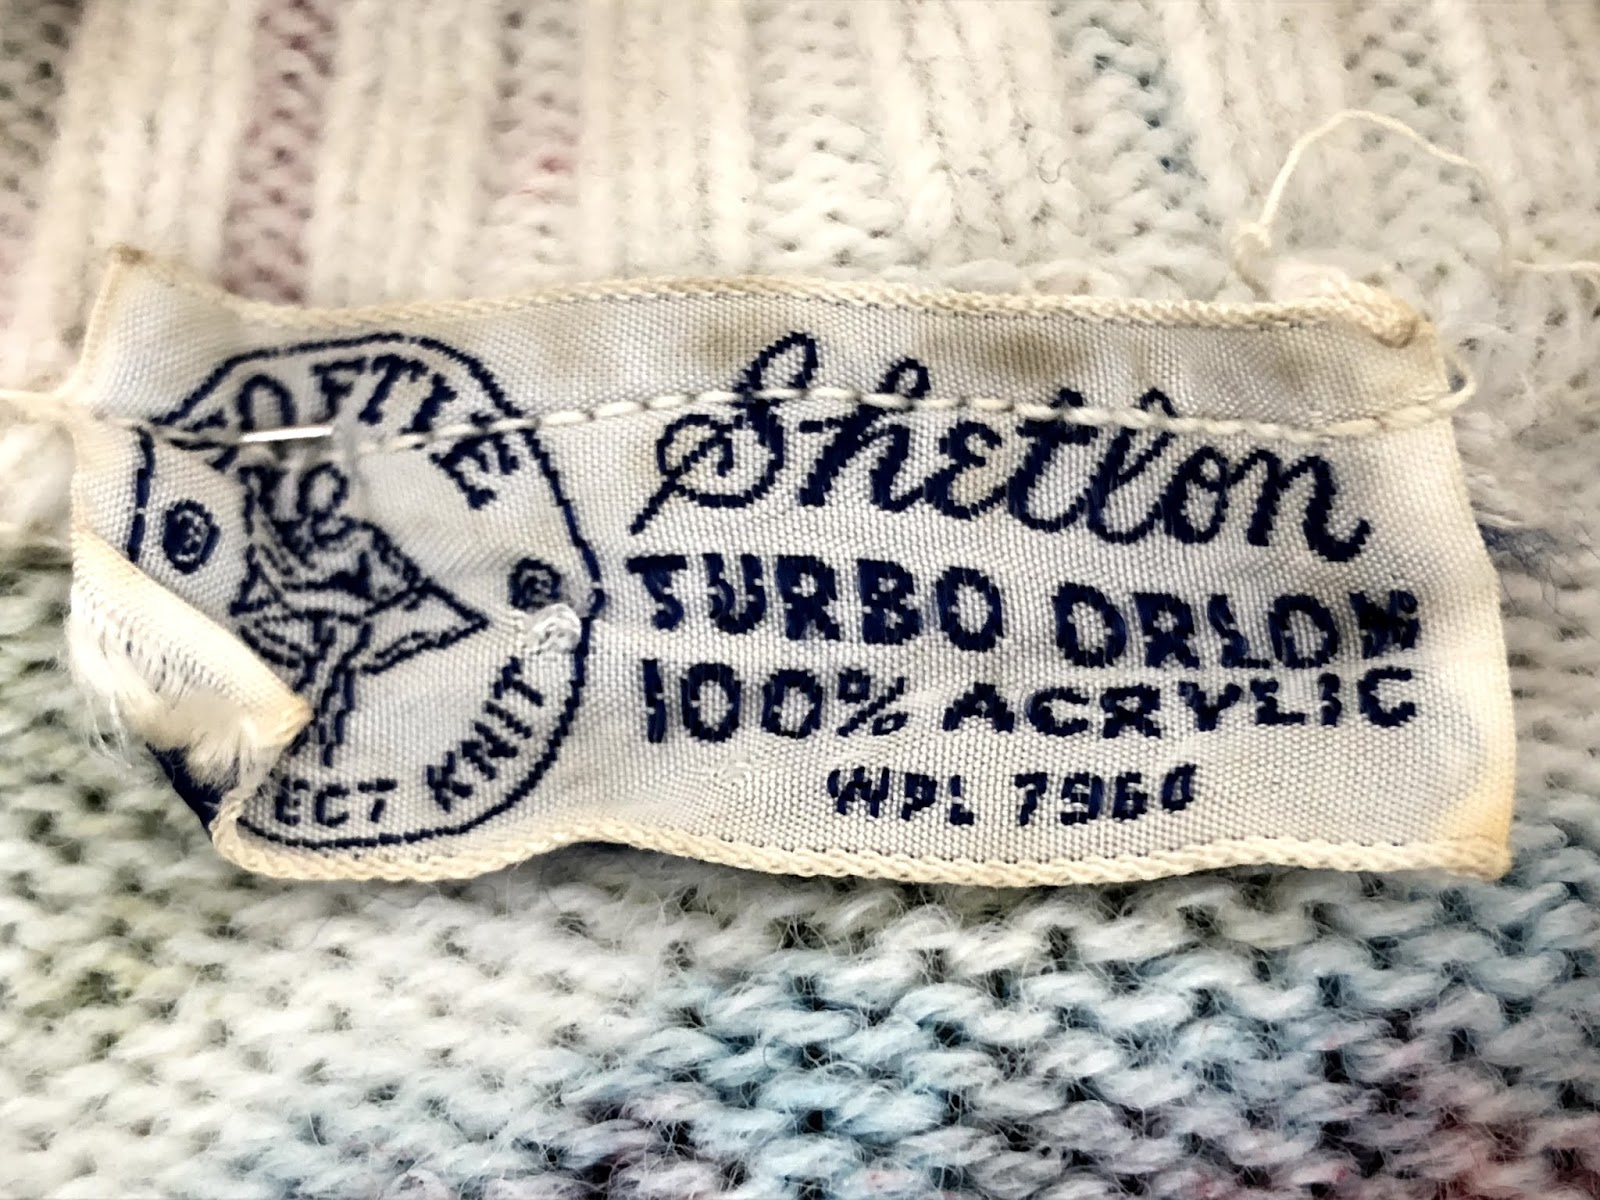 SOFTIE
KNIT
Shetlon
TURBO ORLON
100% ACRYLIC
WPL 7960